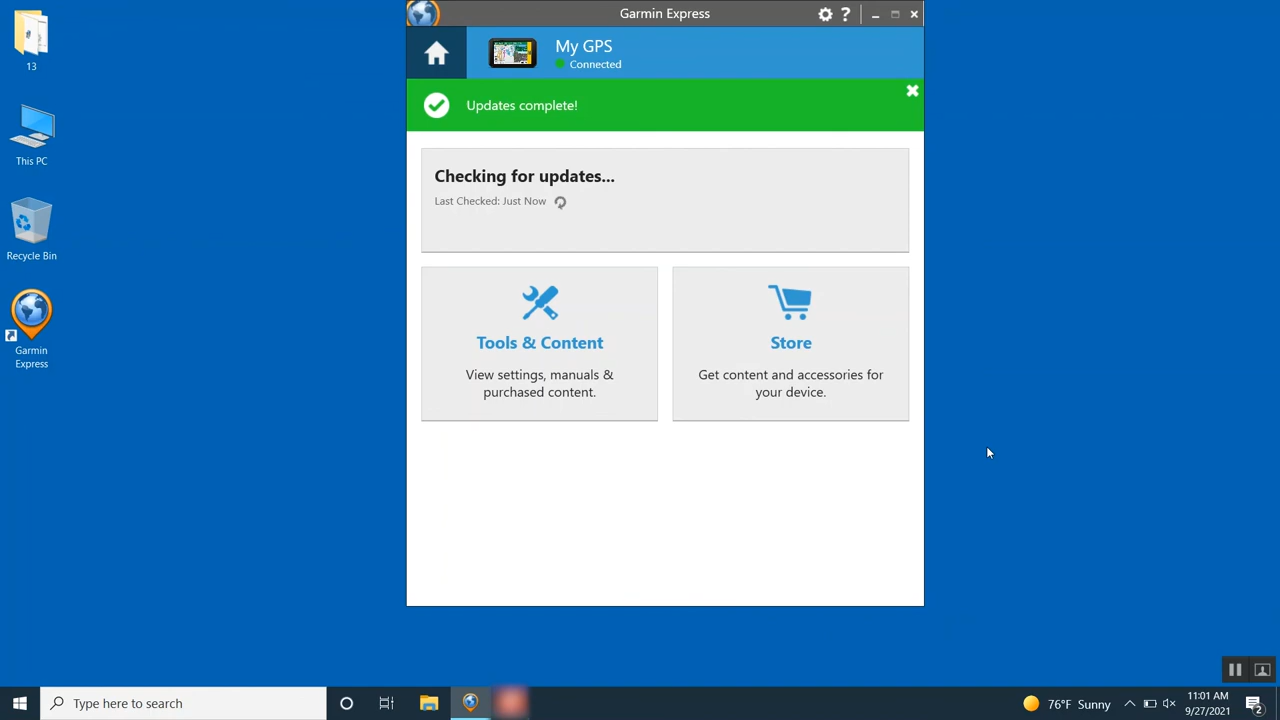 13
This PC
Recycle Bin
Garmin
Express
Garmin Express
?
My GPS
Connected
Updates complete!
Checking for updates...
Last Checked: Just Now
Tools & Content
View settings, manuals &
purchased content.
Store
Get content and accessories for
your device.
Type here to search
76°F Sunny
11:01 AM
9/27/2021
2